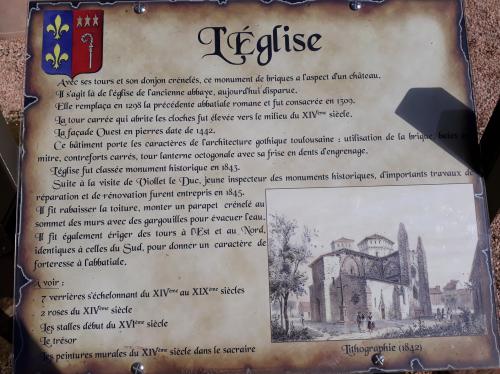 L'Église
Avec ses tours et son donjon crénelés, ce monument de briques a l'aspect d'un château.
Il s'agit là de l'église de l'ancienne abbaye, aujourd'hui disparue.
Elle remplaça en 1298 la précédente abbatiale romane et fut consacrée en 1309.
La tour carrée qui abrite les cloches fut élevée vers le milieu du XIVème siècle.
La façade Ouest en pierres date de 1442.
Ce bâtiment porte les caractères de l'architecture gothique toulousaine : utilisation de la brique, baies en
mitre, contreforts carrés, tour lanterne octogonale avec sa frise en dents d'engrenage.
L'église fut classée monument historique en 1843.
Suite à la visite de Viollet le Duc, jeune inspecteur des monuments historiques, d'importants travaux de
réparation et de rénovation furent entrepris en 1845.
Il fit rabaisser la toiture, monter un parapet crénelé au
sommet des murs avec des gargouilles pour évacuer l'eau.
Il fit également ériger des tours à l'Est et au Nord,
identiques à celles du Sud, pour donner un caractère de
forteresse à l'abbatiale.
A voir :
7 verrières s'échelonnant du XIVème au XIXème siècles
2 roses du XIVème siècle
Les stalles début du XVIème siècle
Le trésor
Les peintures murales du XIVème siècle dans le sacraire
Lithographie (1842)